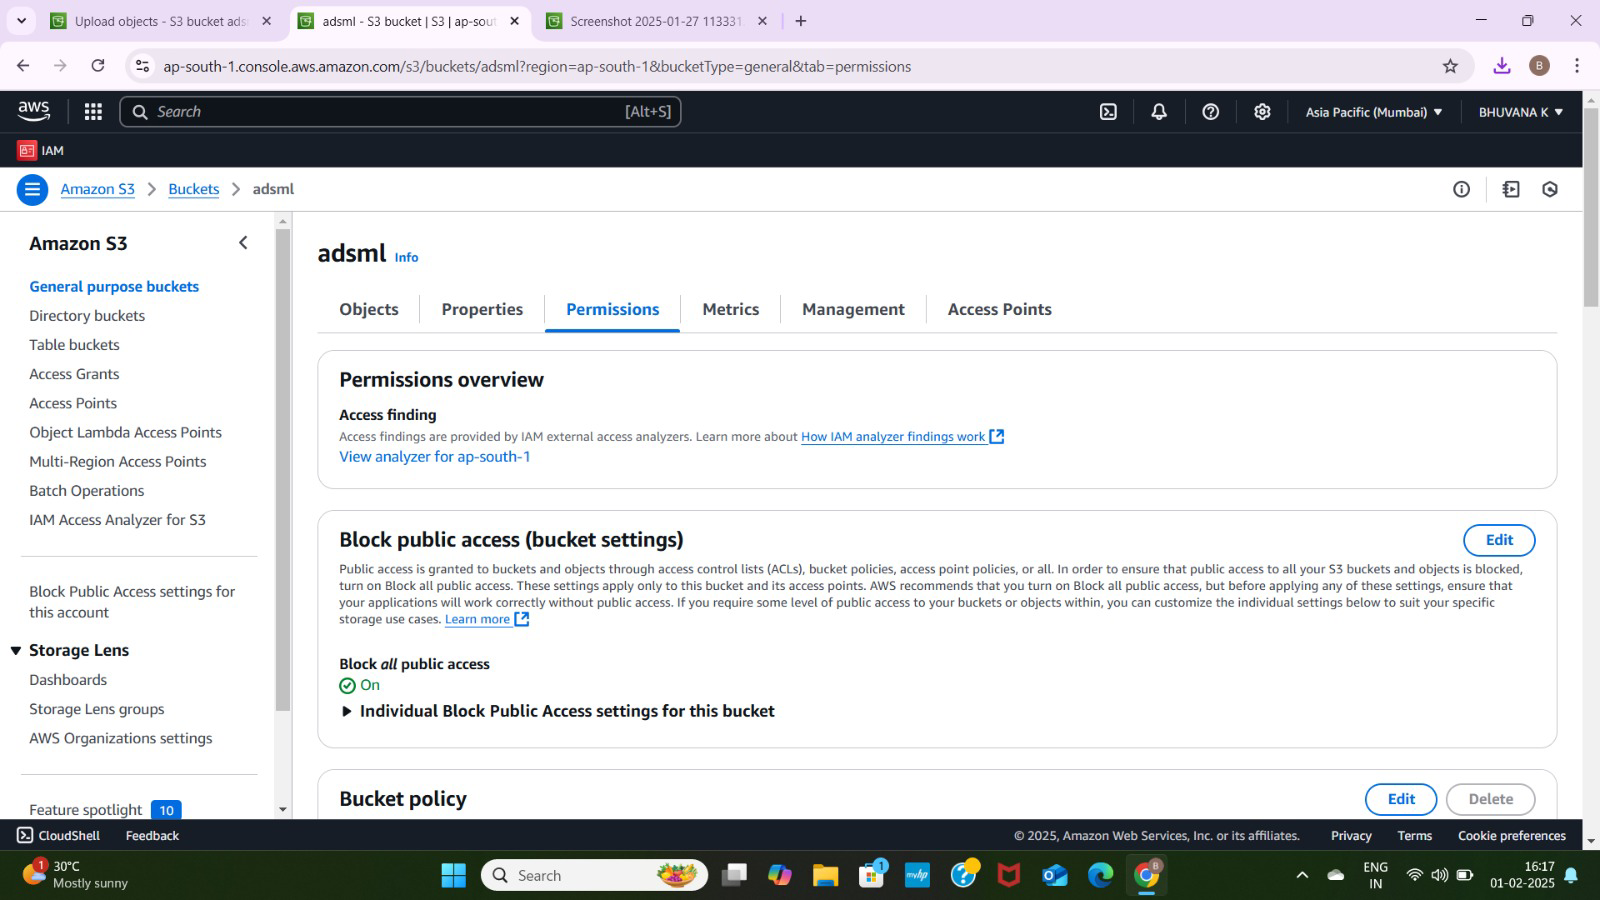 Upload objects - S3 bucket ads
adsml - S3 bucket | S3 | ap-sout
Screenshot 2025-01-27 113331
ap-south-1.console.aws.amazon.com/s3/buckets/adsml?region=ap-south-1&bucketType=general&tab=permissions
B
aws
Search
[Alt+S]
Asia Pacific (Mumbai)
BHUVANA K
IAM
Amazon S3
Buckets
adsml
Amazon S3
General purpose buckets
Directory buckets
Table buckets
Access Grants
Access Points
Object Lambda Access Points
Multi-Region Access Points
Batch Operations
IAM Access Analyzer for S3
Block Public Access settings for
this account
Storage Lens
Dashboards
Storage Lens groups
AWS Organizations settings
Feature spotlight 10
adsml Info
Objects
Properties
Permissions
Metrics
Management
Access Points
Permissions overview
Access finding
Access findings are provided by IAM external access analyzers. Learn more about How IAM analyzer findings work
View analyzer for ap-south-1
Block public access (bucket settings)
Edit
Public access is granted to buckets and objects through access control lists (ACLs), bucket policies, access point policies, or all. In order to ensure that public access to all your S3 buckets and objects is blocked,
turn on Block all public access. These settings apply only to this bucket and its access points. AWS recommends that you turn on Block all public access, but before applying any of these settings, ensure that
your applications will work correctly without public access. If you require some level of public access to your buckets or objects within, you can customize the individual settings below to suit your specific
storage use cases. Learn more
Block all public access
On
Individual Block Public Access settings for this bucket
Bucket policy
Edit
Delete
CloudShell
Feedback
© 2025, Amazon Web Services, Inc. or its affiliates.
Privacy
Terms
Cookie preferences
1
30°C
Mostly sunny
Search
1
myhp
B
ENG
IN
16:17
01-02-2025